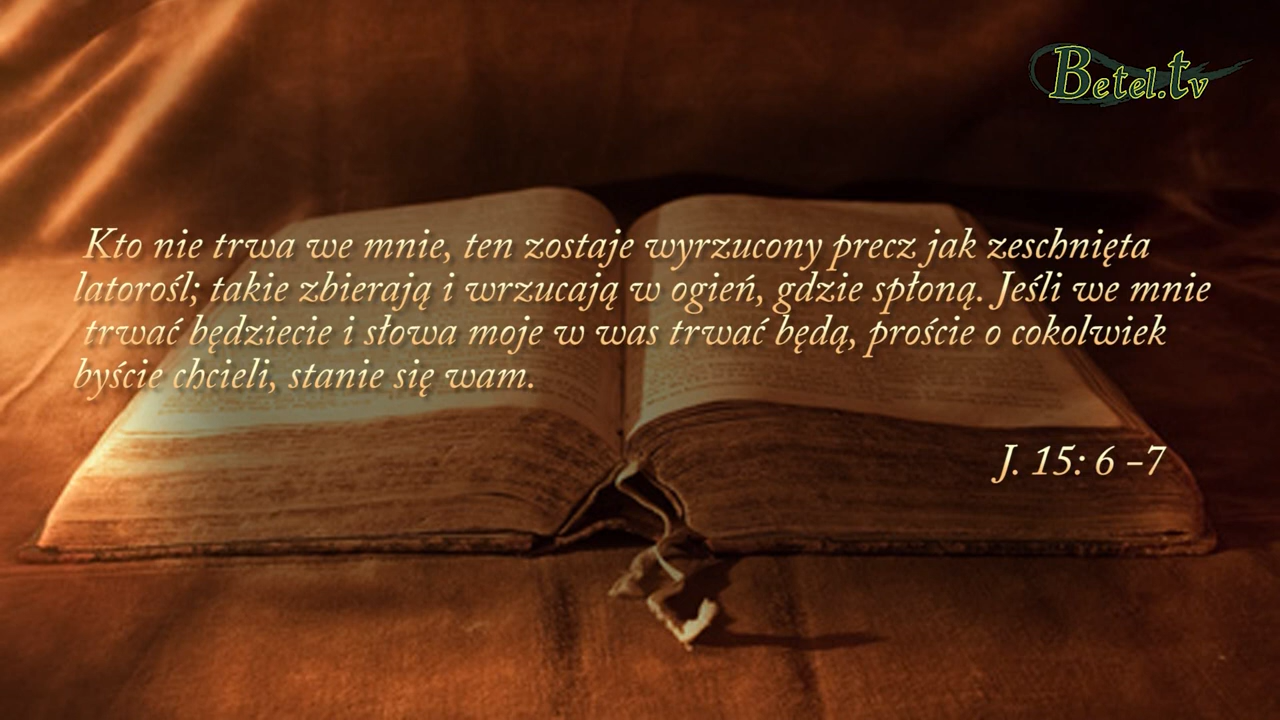 Betel.tv
Kto nie trwa we mnie, ten zostaje wyrzucony precz jak zeschnięta
latorośl; takie zbierają i wrzucają w ogień, gdzie spłoną. Jeśli we mnie
trwać będziecie i słowa moje w was trwać będą, proście o cokolwiek
byście chcieli, stanie się wam.
J. 15: 6 –7